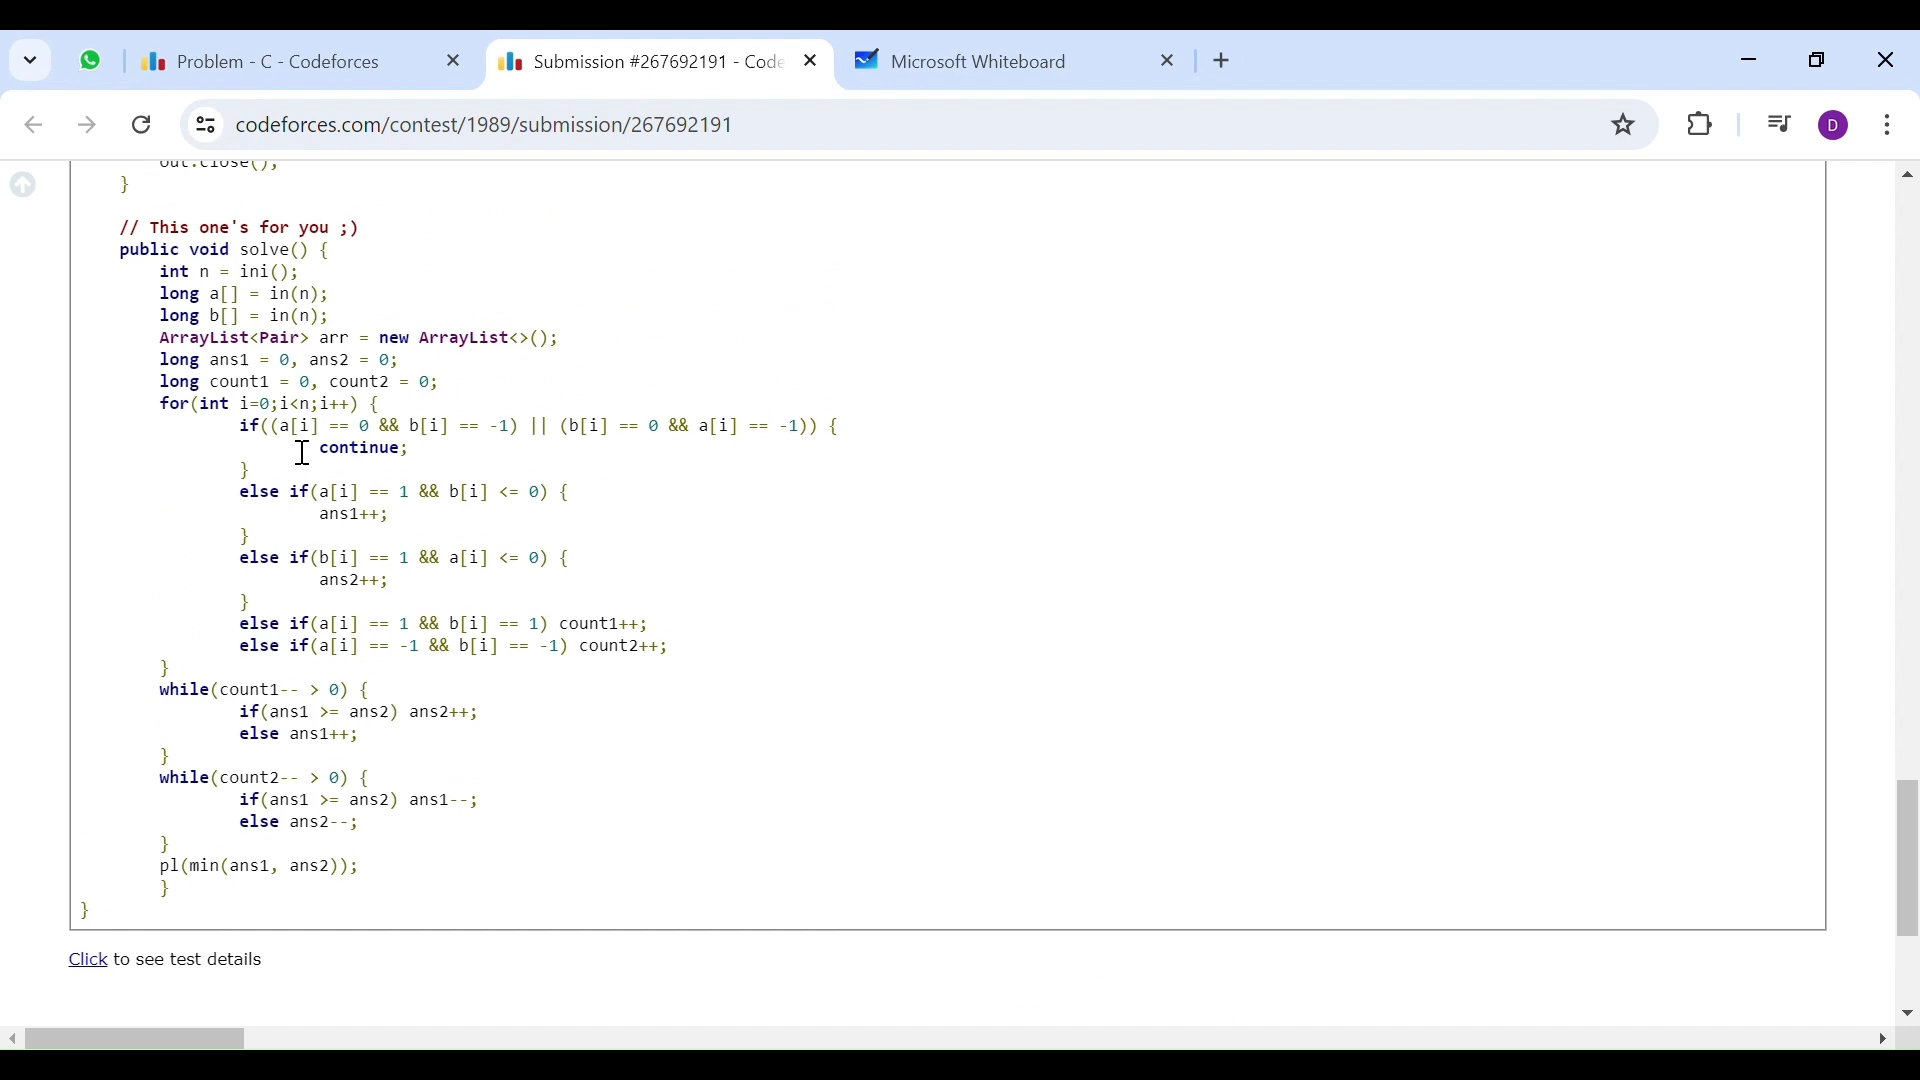 Problem - C - Codeforces
Submission #267692191 - Code
Microsoft Whiteboard
codeforces.com/contest/1989/submission/267692191
D
out.close();
}
// This one's for you ;)
public void solve() {
int n = ini();
long a[] = in(n);
long b[] = in(n);
ArrayList<Pair> arr = new ArrayList<>();
long ans1 = 0, ans2 = 0;
long count1 = 0, count2 = 0;
for(int i=0;i<n;i++) {
if((a[i] == 0 && b[i] == -1) || (b[i] == 0 && a[i] == -1)) {
continue;
}
else if(a[i] == 1 && b[i] <= 0) {
ans1++;
}
else if(b[i] == 1 && a[i] <= 0) {
ans2++;
}
else if(a[i] == 1 && b[i] == 1) count1++;
else if(a[i] == -1 && b[i] == -1) count2++;
}
while(count1-- > 0) {
if(ans1 >= ans2) ans2++;
else ans1++;
}
while(count2-- > 0) {
if(ans1 >= ans2) ans1--;
else ans2--;
}
pl(min(ans1, ans2));
}
}
Click to see test details